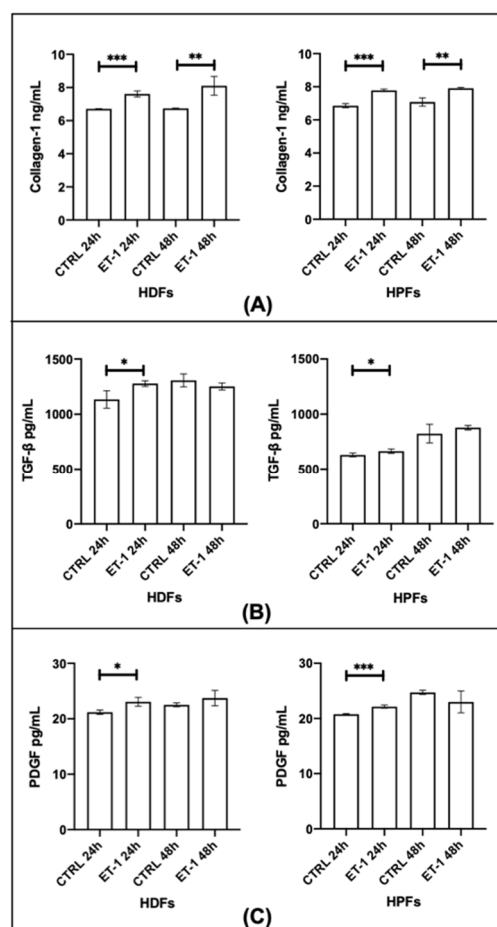 *** **
10
8
6
4
2
0
Collagen-1 ng/mL
CTRL 24h
ET-1 24h
CTRL 48h
ET-1 48h
HDFs
*** **
10
8
6
4
2
0
Collagen-1 ng/mL
CTRL 24h
ET-1 24h
CTRL 48h
ET-1 48h
HPFs
(A)
*
1500
1000
500
0
TGF-β pg/mL
CTRL 24h
ET-1 24h
CTRL 48h
ET-1 48h
HDFs
*
1500
1000
500
0
TGF-β pg/mL
CTRL 24h
ET-1 24h
CTRL 48h
ET-1 48h
HPFs
(B)
*
30
20
10
0
PDGF pg/mL
CTRL 24h
ET-1 24h
CTRL 48h
ET-1 48h
HDFs
***
30
20
10
0
PDGF pg/mL
CTRL 24h
ET-1 24h
CTRL 48h
ET-1 48h
HPFs
(C)